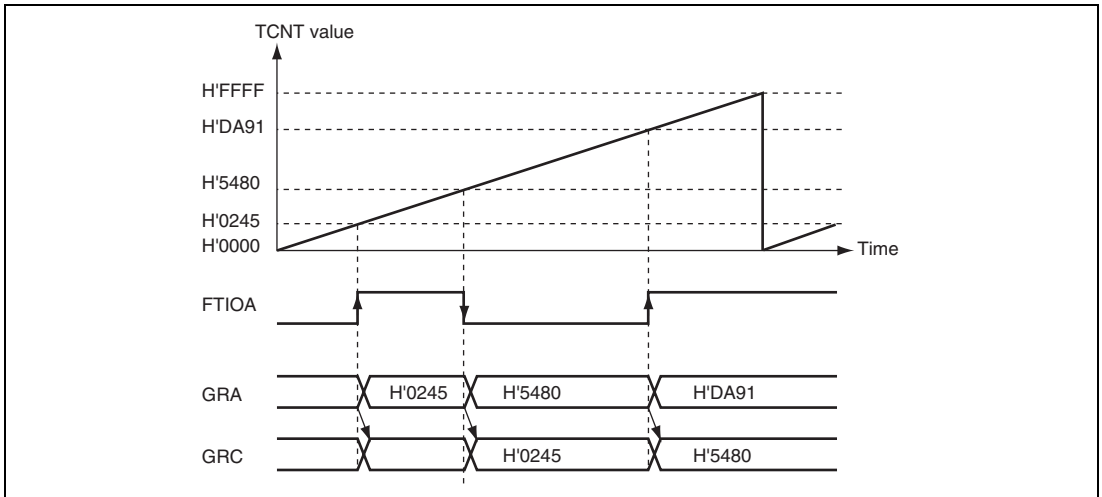 TCNT value
H'FFFF
H'DA91
H'5480
H'0245
H'0000
Time
FTIOA
GRA H'0245 H'5480 H'DA91
GRC H'0245 H'5480